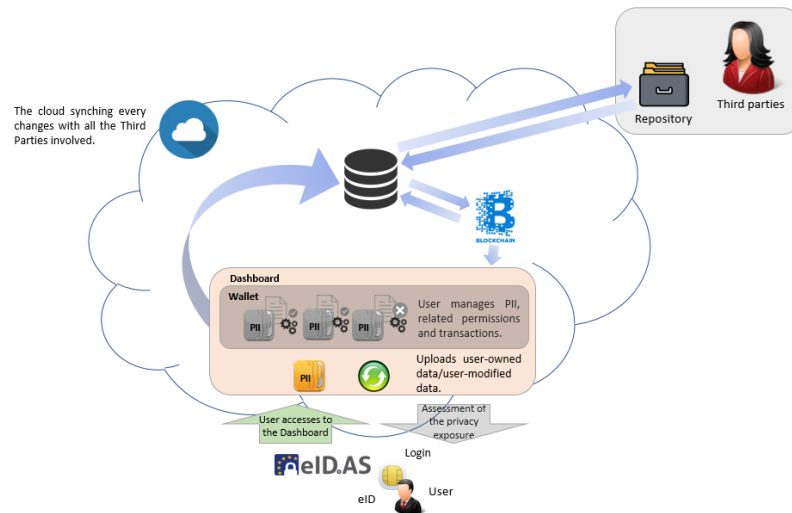 Third parties
Repository
The cloud synching every
changes with all the Third
Parties involved.
BLOCKCHAIN
Dashboard
Wallet
PII
PII
PII
User manages PII,
related permissions
and transactions.
PII
Uploads user-owned
data/user-modified
data.
User accesses to
the Dashboard
Assessment of
the privacy
exposure
eID.AS
Login
eID
User